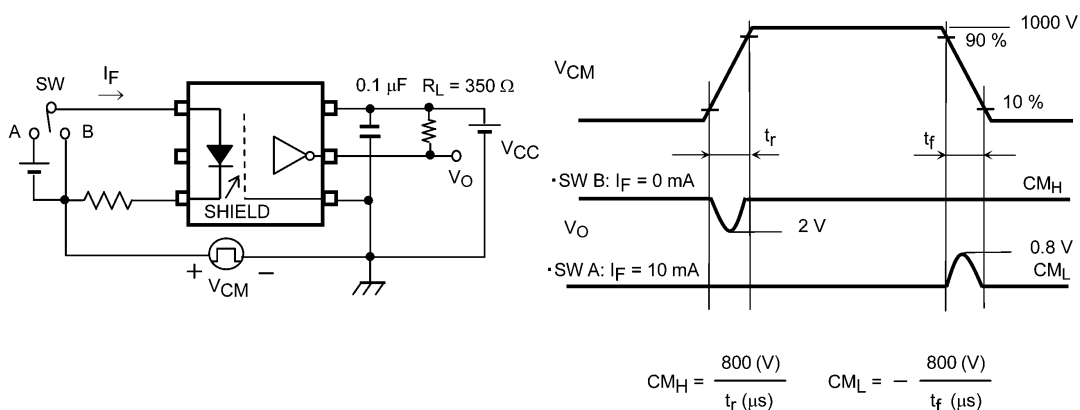 SW
I_F
A
B
SHIELD
0.1 μF
R_L = 350 Ω
V_CC
V_O
+
V_CM
−
V_CM
1000 V
90 %
10 %
t_r
t_f
・SW B: I_F = 0 mA
CM_H
2 V
V_O
0.8 V
・SW A: I_F = 10 mA
CM_L
CM_H = 800 (V) / t_r (μs)
CM_L = − 800 (V) / t_f (μs)